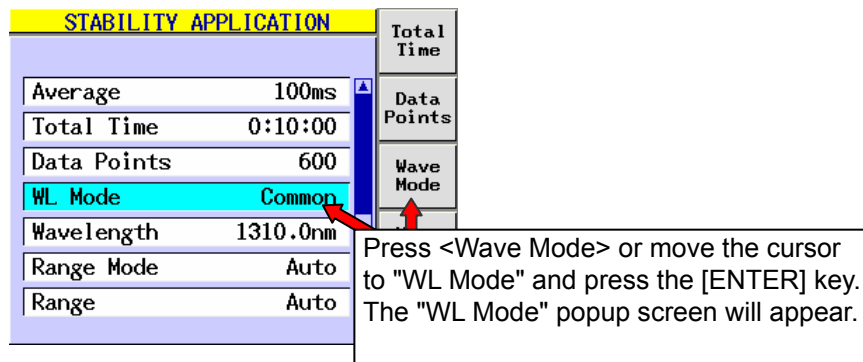 STABILITY APPLICATION
Total
Time
Average 100ms
Data
Points
Total Time 0:10:00
Data Points 600
Wave
Mode
WL Mode Common
Wavelength 1310.0nm
Range Mode Auto
Range Auto
Press <Wave Mode> or move the cursor
to "WL Mode" and press the [ENTER] key.
The "WL Mode" popup screen will appear.